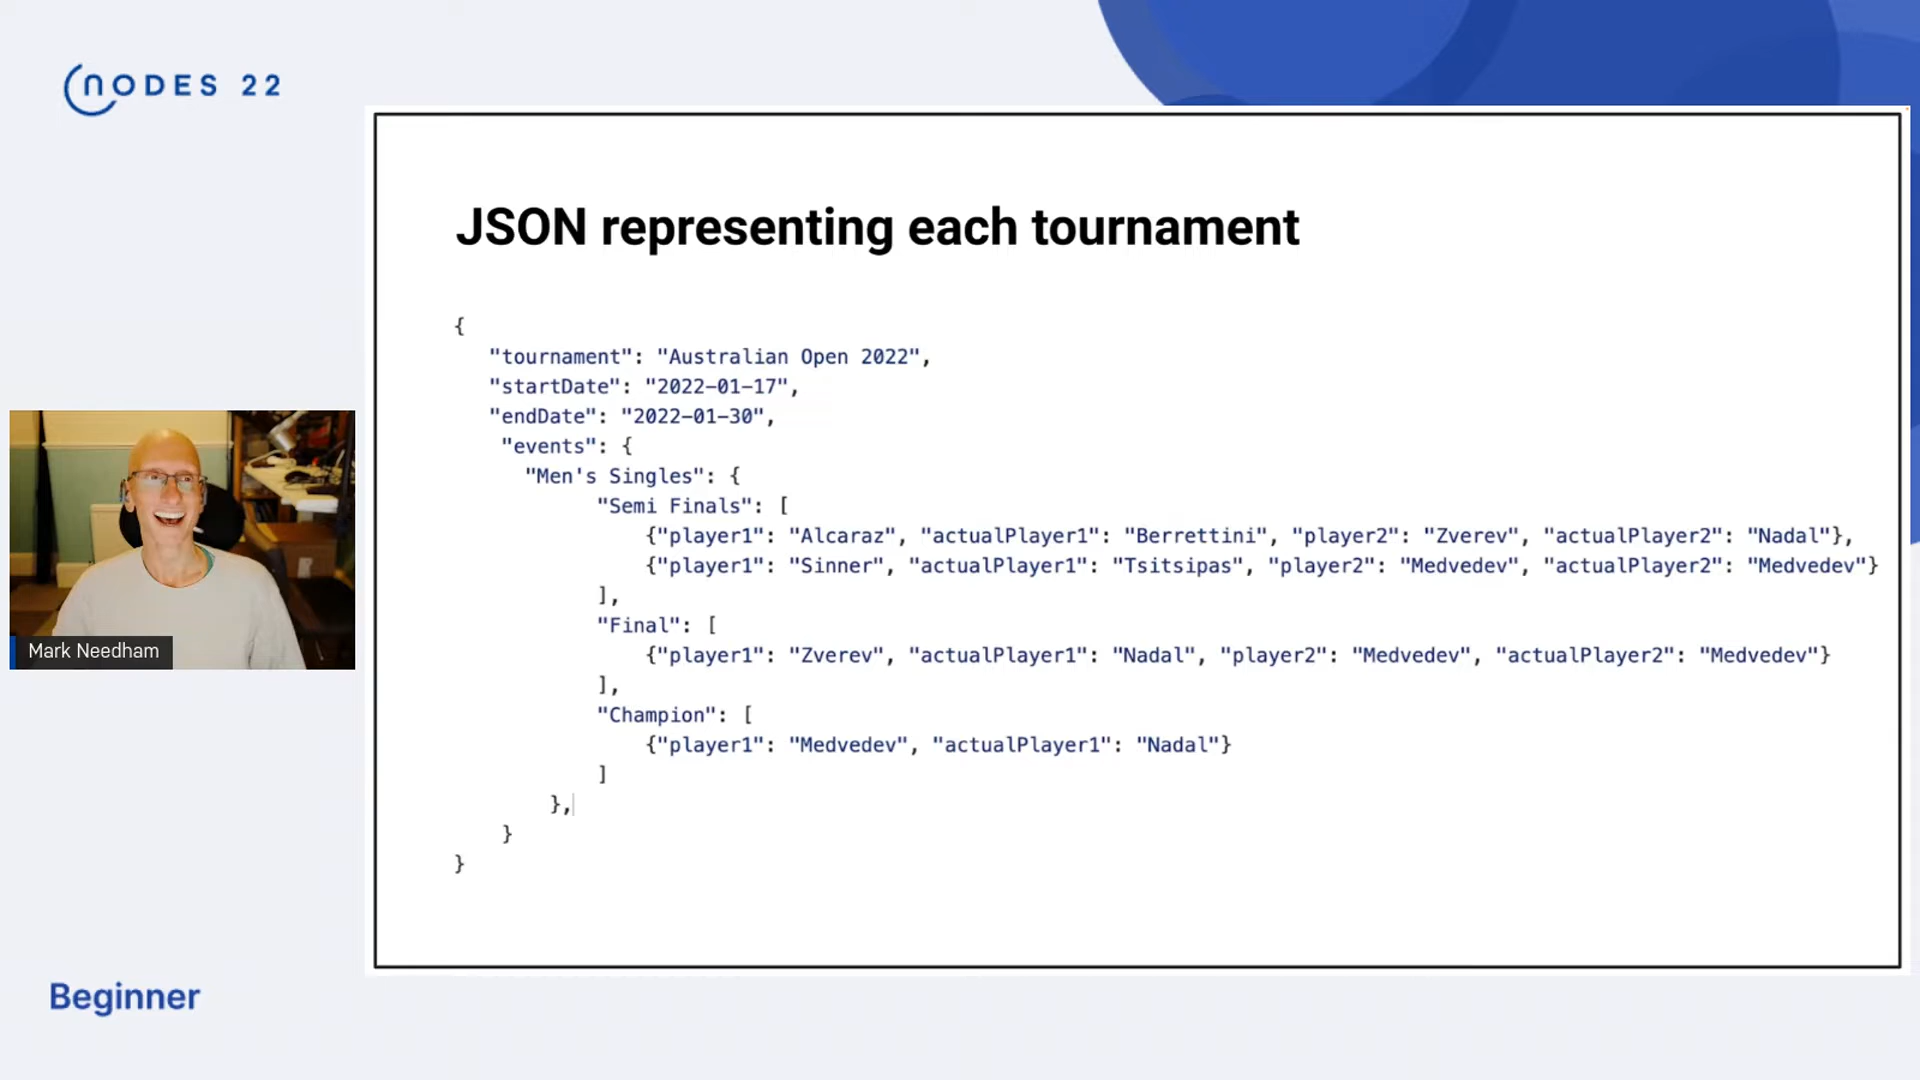 NODES 22
JSON representing each tournament
{
"tournament": "Australian Open 2022",
"startDate": "2022-01-17",
"endDate": "2022-01-30",
"events": {
"Men's Singles": {
"Semi Finals": [
{"player1": "Alcaraz", "actualPlayer1": "Berrettini", "player2": "Zverev", "actualPlayer2": "Nadal"},
{"player1": "Sinner", "actualPlayer1": "Tsitsipas", "player2": "Medvedev", "actualPlayer2": "Medvedev"}
],
"Final": [
{"player1": "Zverev", "actualPlayer1": "Nadal", "player2": "Medvedev", "actualPlayer2": "Medvedev"}
],
"Champion": [
{"player1": "Medvedev", "actualPlayer1": "Nadal"}
]
},
}
}
Mark Needham
Beginner